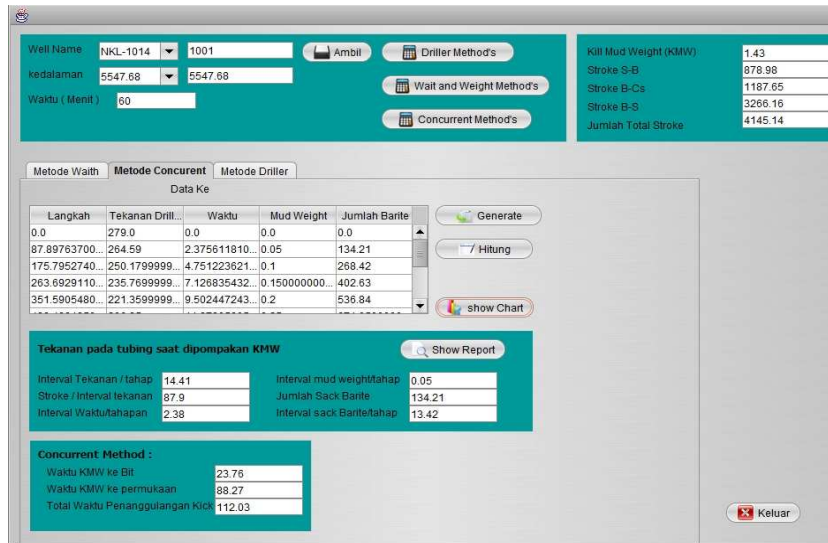 Well Name NKL-1014 1001 Ambil Driller Method's
kedalaman 5547.68 5547.68 Wait and Weight Method's
Waktu ( Menit ) 60 Concurrent Method's
Kill Mud Weight (KMW) 1.43
Stroke S-B 878.98
Stroke B-Cs 1187.65
Stroke B-S 3266.16
Jumlah Total Stroke 4145.14
Metode Waith Metode Concurent Metode Driller
Data Ke
Langkah Tekanan Drill... Waktu Mud Weight Jumlah Barite
0.0 279.0 0.0 0.0 0.0
87.89763700... 264.59 2.375611810... 0.05 134.21
175.7952740... 250.1799999... 4.751223621... 0.1 268.42
263.6929110... 235.7699999... 7.126835432... 0.150000000... 402.63
351.5905480... 221.3599999... 9.502447243... 0.2 536.84
Generate
Hitung
show Chart
Tekanan pada tubing saat dipompakan KMW Show Report
Interval Tekanan / tahap 14.41 Interval mud weight/tahap 0.05
Stroke / Interval tekanan 87.9 Jumlah Sack Barite 134.21
Interval Waktu/tahapan 2.38 Interval sack Barite/tahap 13.42
Concurrent Method :
Waktu KMW ke Bit 23.76
Waktu KMW ke permukaan 88.27
Total Waktu Penanggulangan Kick 112.03
Keluar